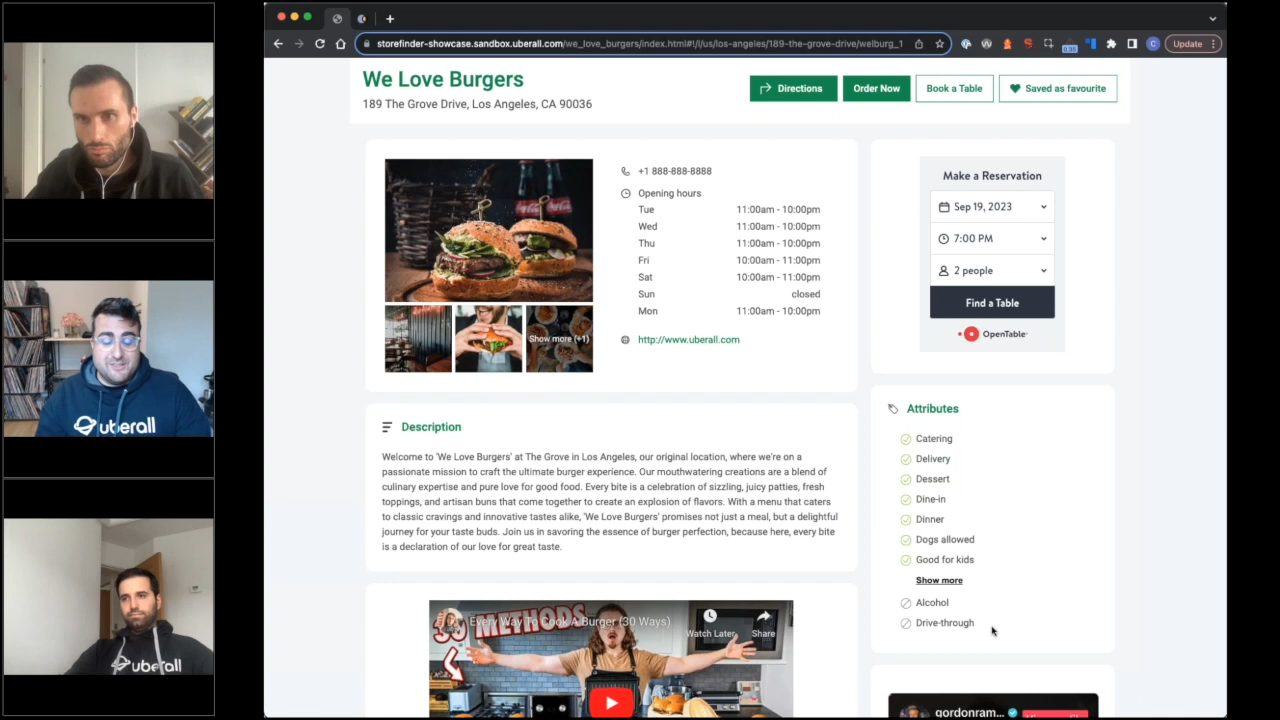 storefinder-showcase.sandbox.uberall.com/we_love_burgers/index.html#!/l/us/los-angeles/189-the-grove-drive/welburg_1
0.35
C
Update
We Love Burgers
189 The Grove Drive, Los Angeles, CA 90036
Directions
Order Now
Book a Table
Saved as favourite
+1 888-888-8888
Opening hours
Tue 11:00am - 10:00pm
Wed 11:00am - 10:00pm
Thu 11:00am - 10:00pm
Fri 10:00am - 11:00pm
Sat 10:00am - 11:00pm
Sun closed
Mon 11:00am - 10:00pm
http://www.uberall.com
Show more (+1)
Make a Reservation
Sep 19, 2023
7:00 PM
2 people
Find a Table
OpenTable
Description
Welcome to 'We Love Burgers' at The Grove in Los Angeles, our original location, where we're on a
passionate mission to craft the ultimate burger experience. Our mouthwatering creations are a blend of
culinary expertise and pure love for good food. Every bite is a celebration of sizzling, juicy patties, fresh
toppings, and artisan buns that come together to create an explosion of flavors. With a menu that caters
to classic cravings and innovative tastes alike, 'We Love Burgers' promises not just a meal, but a delightful
journey for your taste buds. Join us in savoring the essence of burger perfection, because here, every bite
is a declaration of our love for great taste.
Attributes
Catering
Delivery
Dessert
Dine-in
Dinner
Dogs allowed
Good for kids
Show more
Alcohol
Drive-through
Every Way To Cook A Burger (30 Ways)
METHODS
Watch Later
Share
gordonram...
uberall
uberall